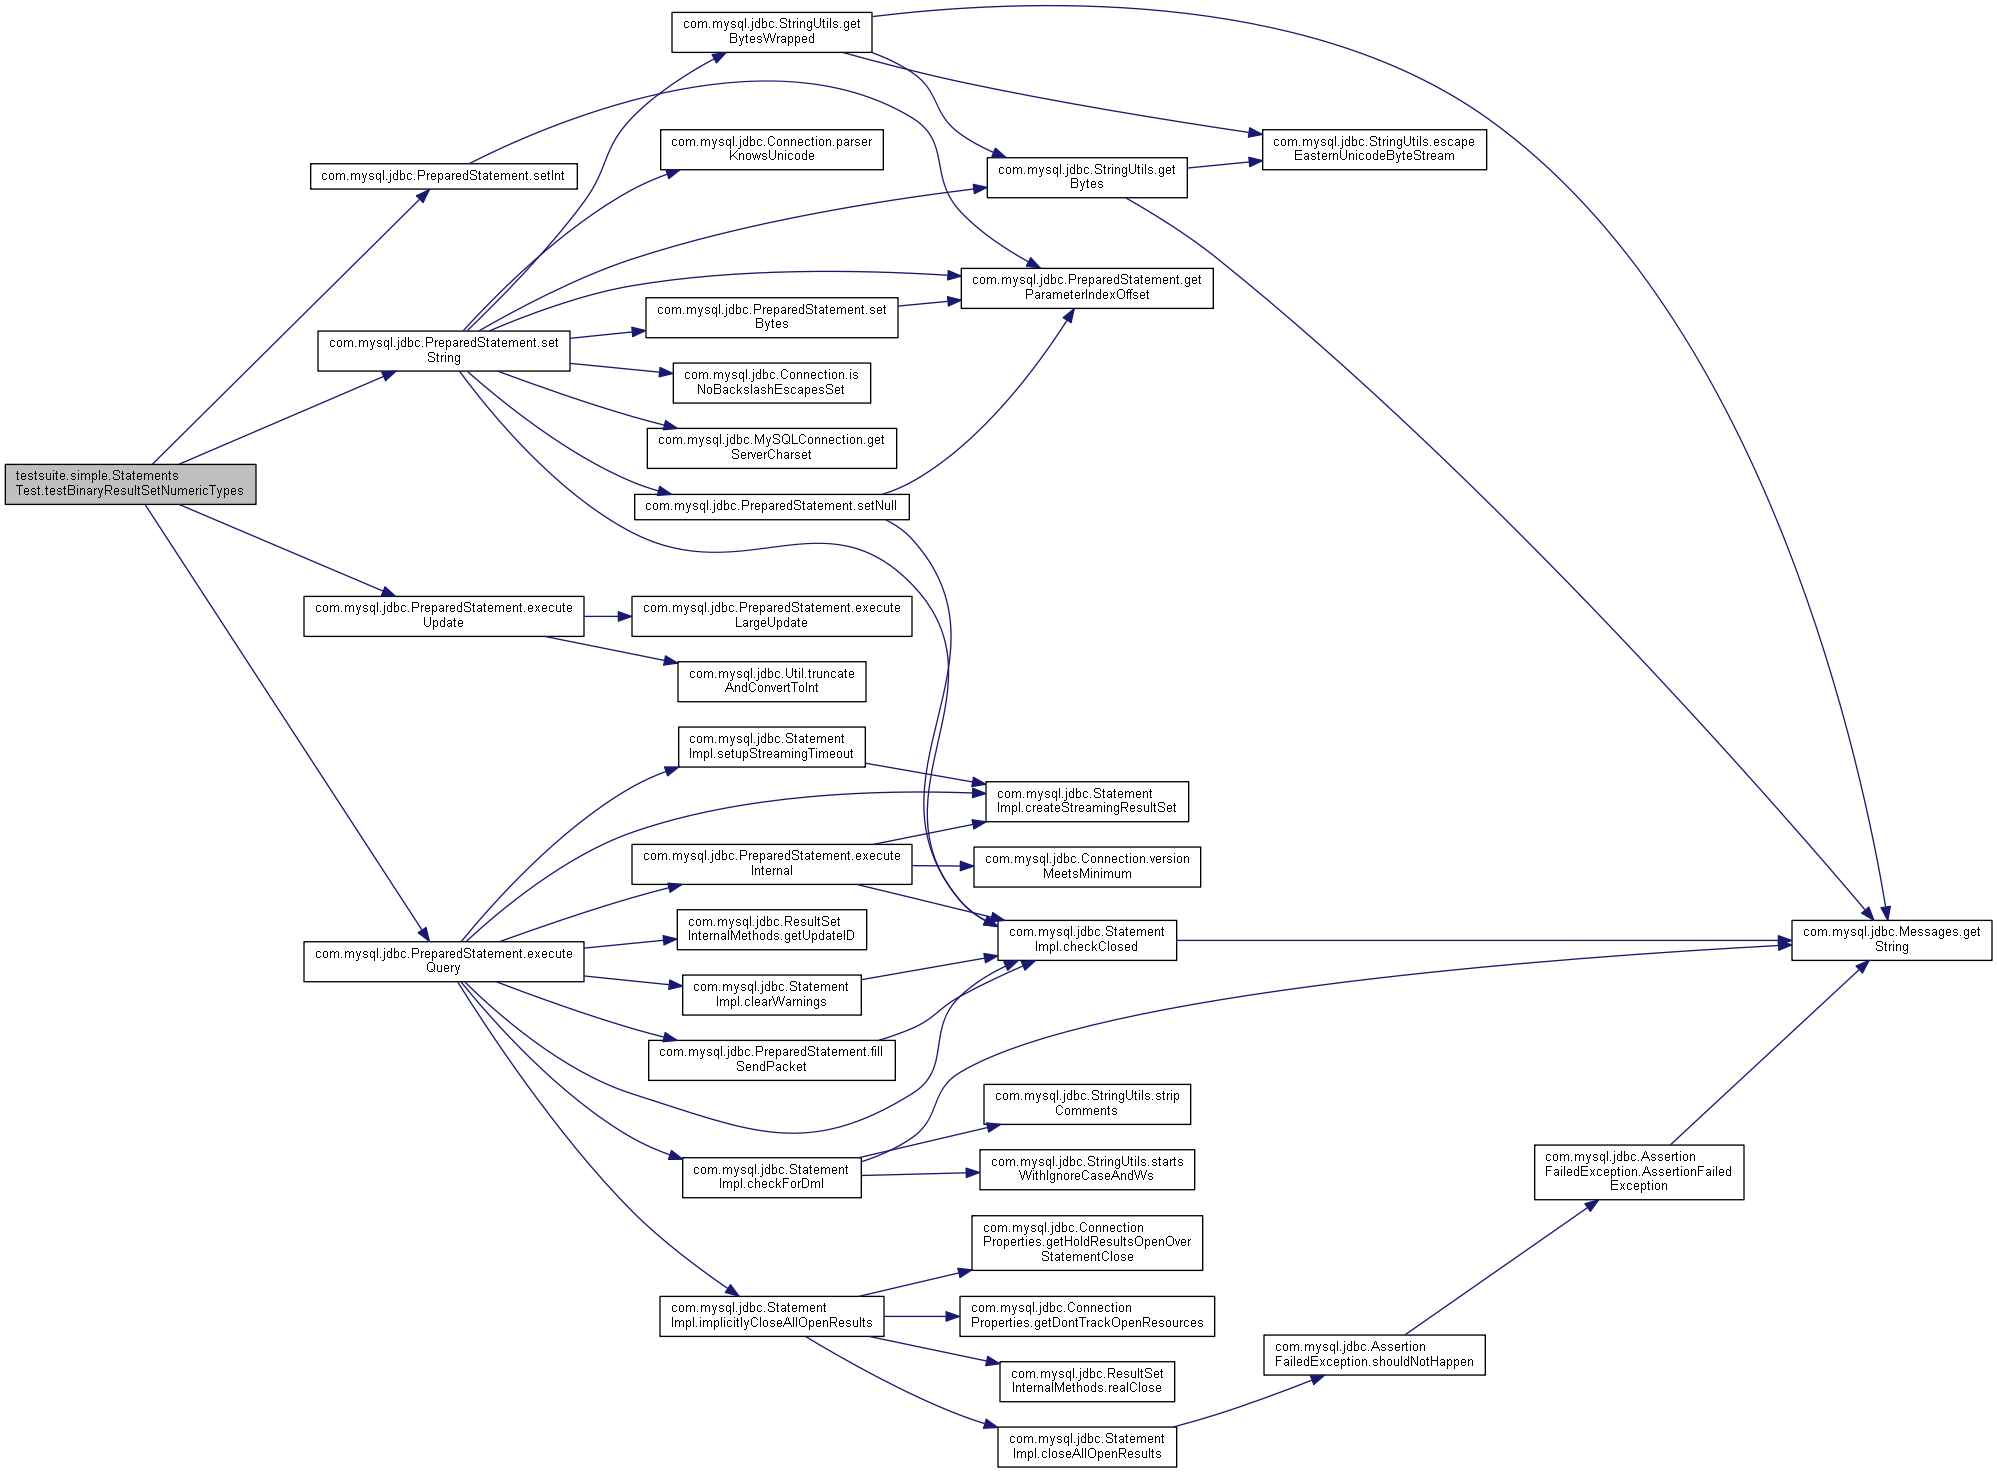 com.mysql.jdbc.StringUtils.get
BytesWrapped
com.mysql.jdbc.Connection.parser
KnowsUnicode
com.mysql.jdbc.StringUtils.escape
EasternUnicodeByteStream
com.mysql.jdbc.PreparedStatement.setInt
com.mysql.jdbc.StringUtils.get
Bytes
com.mysql.jdbc.PreparedStatement.get
ParameterIndexOffset
com.mysql.jdbc.PreparedStatement.set
Bytes
com.mysql.jdbc.PreparedStatement.set
String
com.mysql.jdbc.Connection.is
NoBackslashEscapesSet
com.mysql.jdbc.MySQLConnection.get
ServerCharset
testsuite.simple.Statements
Test.testBinaryResultSetNumericTypes
com.mysql.jdbc.PreparedStatement.setNull
com.mysql.jdbc.PreparedStatement.execute
Update
com.mysql.jdbc.PreparedStatement.execute
LargeUpdate
com.mysql.jdbc.Util.truncate
AndConvertToInt
com.mysql.jdbc.Statement
Impl.setupStreamingTimeout
com.mysql.jdbc.Statement
Impl.createStreamingResultSet
com.mysql.jdbc.PreparedStatement.execute
Internal
com.mysql.jdbc.Connection.version
MeetsMinimum
com.mysql.jdbc.ResultSet
InternalMethods.getUpdateID
com.mysql.jdbc.Statement
Impl.checkClosed
com.mysql.jdbc.Messages.get
String
com.mysql.jdbc.PreparedStatement.execute
Query
com.mysql.jdbc.Statement
Impl.clearWarnings
com.mysql.jdbc.PreparedStatement.fill
SendPacket
com.mysql.jdbc.StringUtils.strip
Comments
com.mysql.jdbc.Statement
Impl.checkForDml
com.mysql.jdbc.StringUtils.starts
WithIgnoreCaseAndWs
com.mysql.jdbc.Assertion
FailedException.AssertionFailed
Exception
com.mysql.jdbc.Connection
Properties.getHoldResultsOpenOver
StatementClose
com.mysql.jdbc.Statement
Impl.implicitlyCloseAllOpenResults
com.mysql.jdbc.Connection
Properties.getDontTrackOpenResources
com.mysql.jdbc.Assertion
FailedException.shouldNotHappen
com.mysql.jdbc.ResultSet
InternalMethods.realClose
com.mysql.jdbc.Statement
Impl.closeAllOpenResults